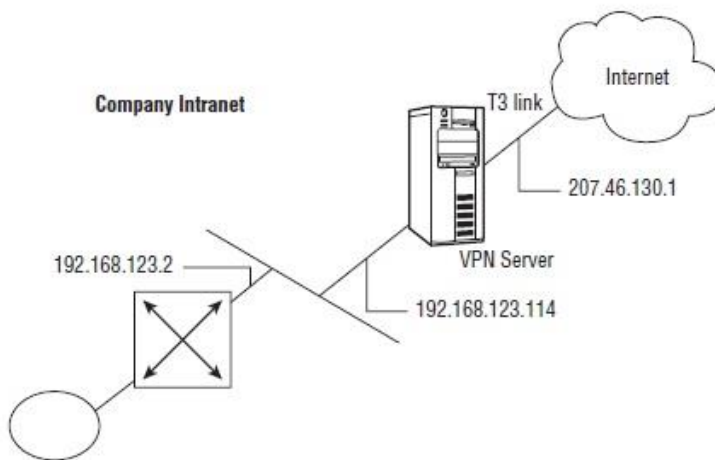 Internet
T3 link
Company Intranet
207.46.130.1
VPN Server
192.168.123.2
192.168.123.114